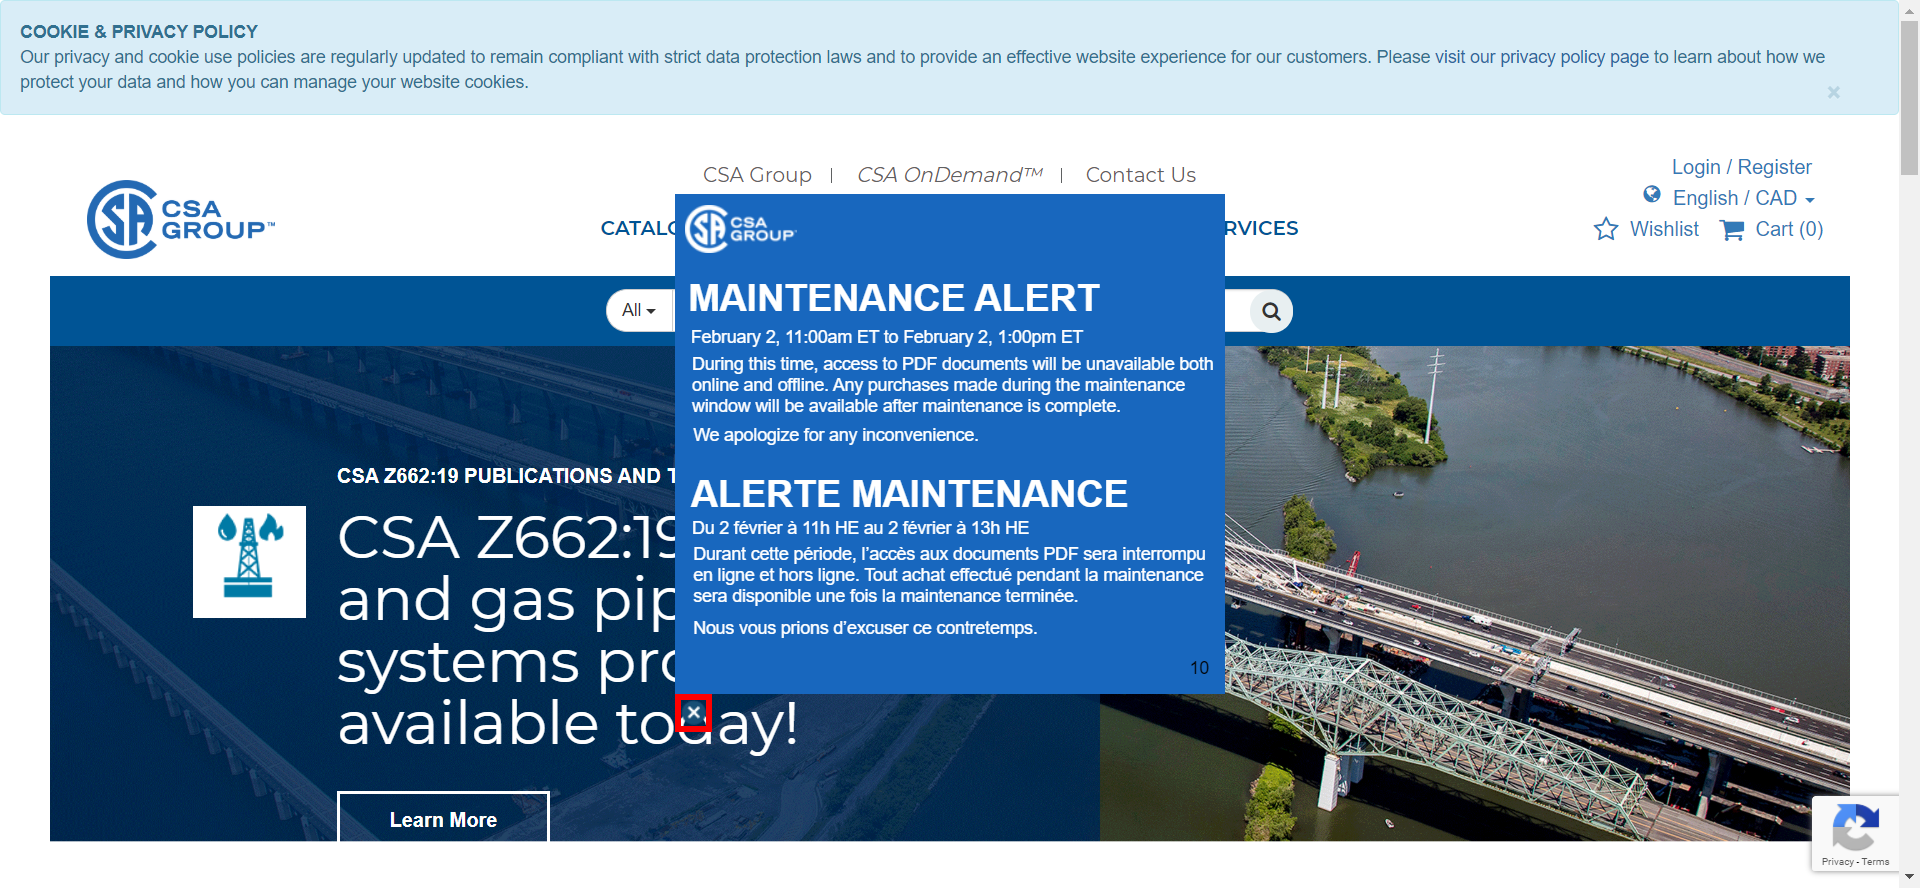 COOKIE & PRIVACY POLICY
Our privacy and cookie use policies are regularly updated to remain compliant with strict data protection laws and to provide an effective website experience for our customers. Please visit our privacy policy page to learn about how we
protect your data and how you can manage your website cookies.
×
CSA Group | CSA OnDemand™ | Contact Us
Login / Register
English / CAD
Wishlist Cart (0)
CSA
GROUP™
CATALO
RVICES
All
CSA
GROUP
MAINTENANCE ALERT
February 2, 11:00am ET to February 2, 1:00pm ET
During this time, access to PDF documents will be unavailable both
online and offline. Any purchases made during the maintenance
window will be available after maintenance is complete.
We apologize for any inconvenience.
ALERTE MAINTENANCE
Du 2 février à 11h HE au 2 février à 13h HE
Durant cette période, l'accès aux documents PDF sera interrompu
en ligne et hors ligne. Tout achat effectué pendant la maintenance
sera disponible une fois la maintenance terminée.
Nous vous prions d'excuser ce contretemps.
10
CSA Z662:19 PUBLICATIONS AND T
CSA Z662:19
and gas pip
systems pro
available today!
Learn More
Privacy - Terms